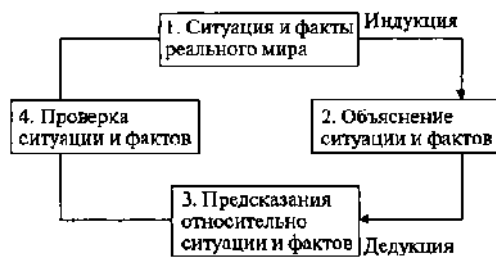 1. Ситуация и факты
реального мира
Индукция
4. Проверка
ситуации и фактов
2. Объяснение
ситуации и фактов
3. Предсказания
относительно
ситуации и фактов
Дедукция